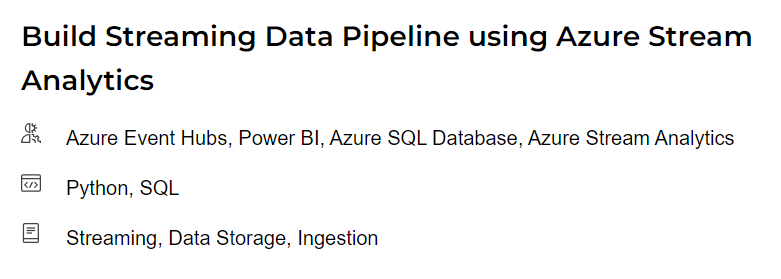 Build Streaming Data Pipeline using Azure Stream
Analytics
Azure Event Hubs, Power BI, Azure SQL Database, Azure Stream Analytics
Python, SQL
Streaming, Data Storage, Ingestion